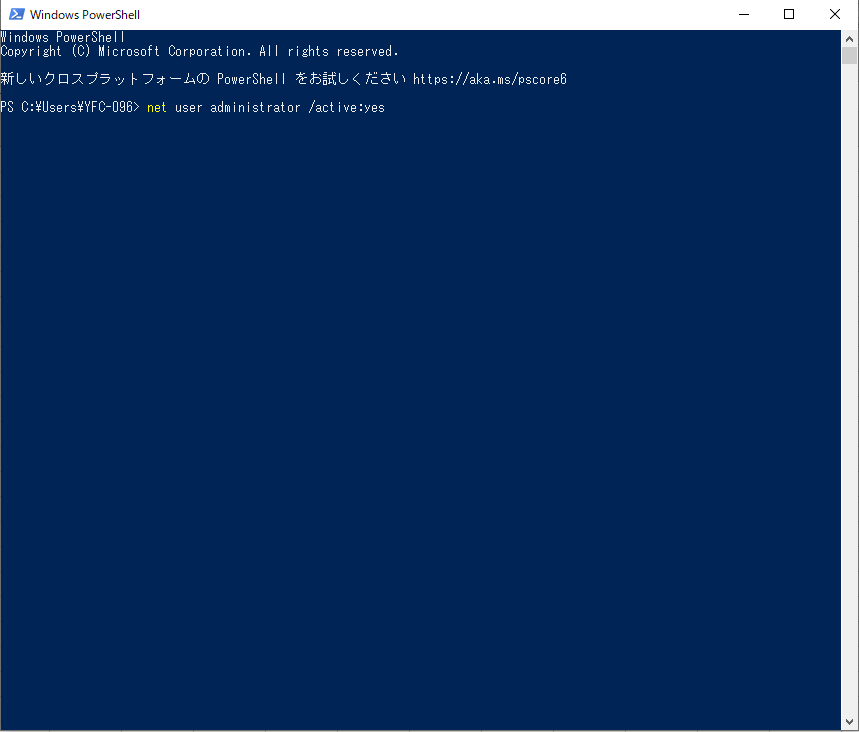 Windows PowerShell
Windows PowerShell
Copyright (C) Microsoft Corporation. All rights reserved.
新しいクロスプラットフォームの PowerShell をお試しください https://aka.ms/pscore6
PS C:¥Users¥YFC-096> net user administrator /active:yes